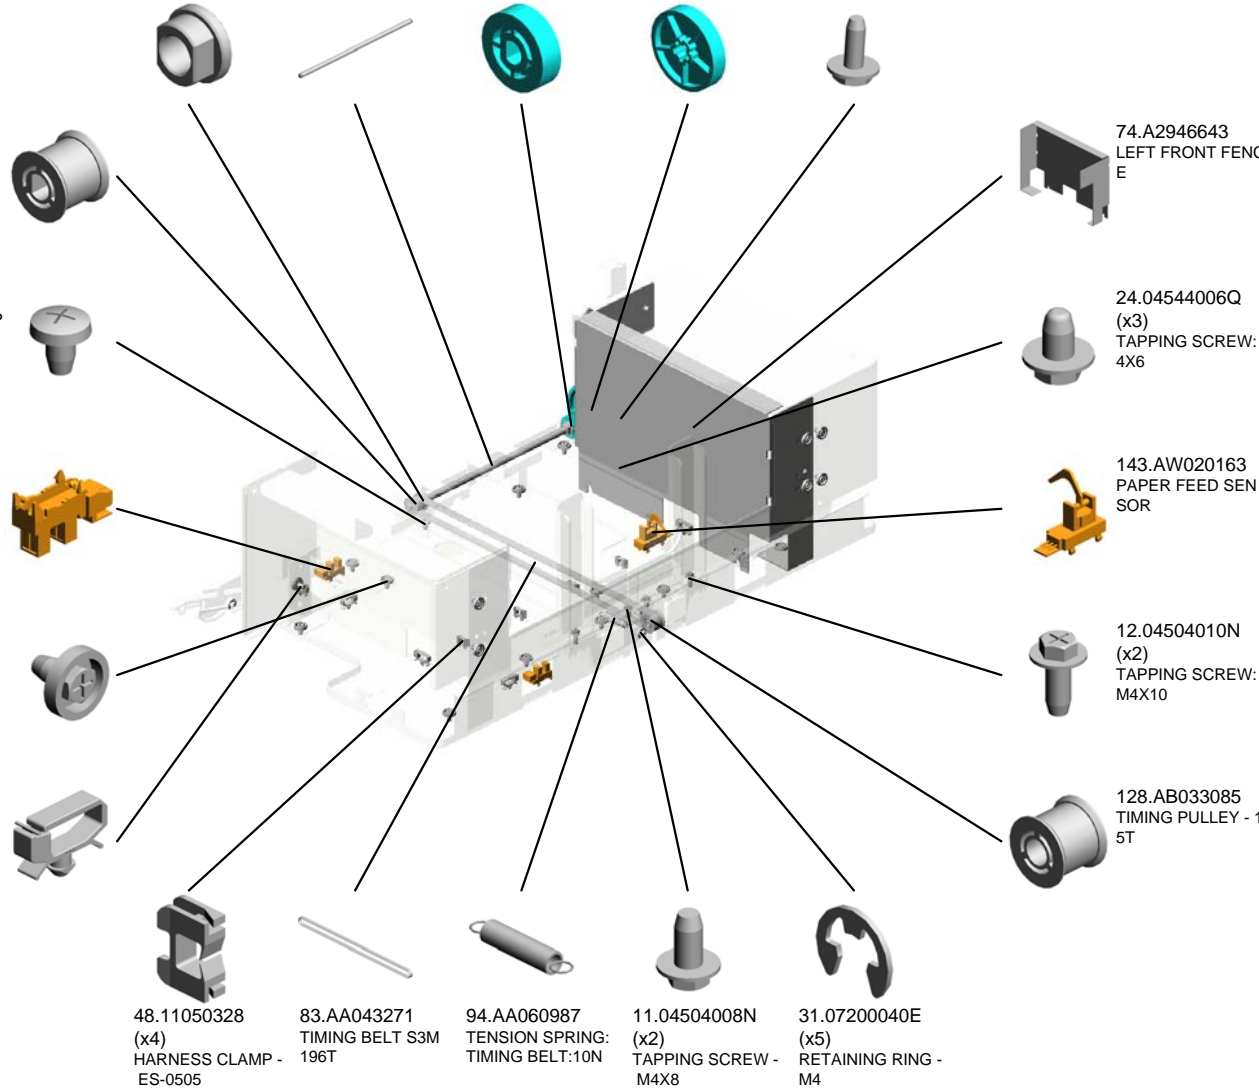 74.A2946643
LEFT FRONT FENC
E
24.04544006Q
(x3)
TAPPING SCREW:
4X6
143.AW020163
PAPER FEED SEN
SOR
12.04504010N
(x2)
TAPPING SCREW:
M4X10
128.AB033085
TIMING PULLEY - 1
5T
48.11050328
(x4)
HARNESS CLAMP -
ES-0505
83.AA043271
TIMING BELT S3M
196T
94.AA060987
TENSION SPRING:
TIMING BELT:10N
11.04504008N
(x2)
TAPPING SCREW -
M4X8
31.07200040E
(x5)
RETAINING RING -
M4